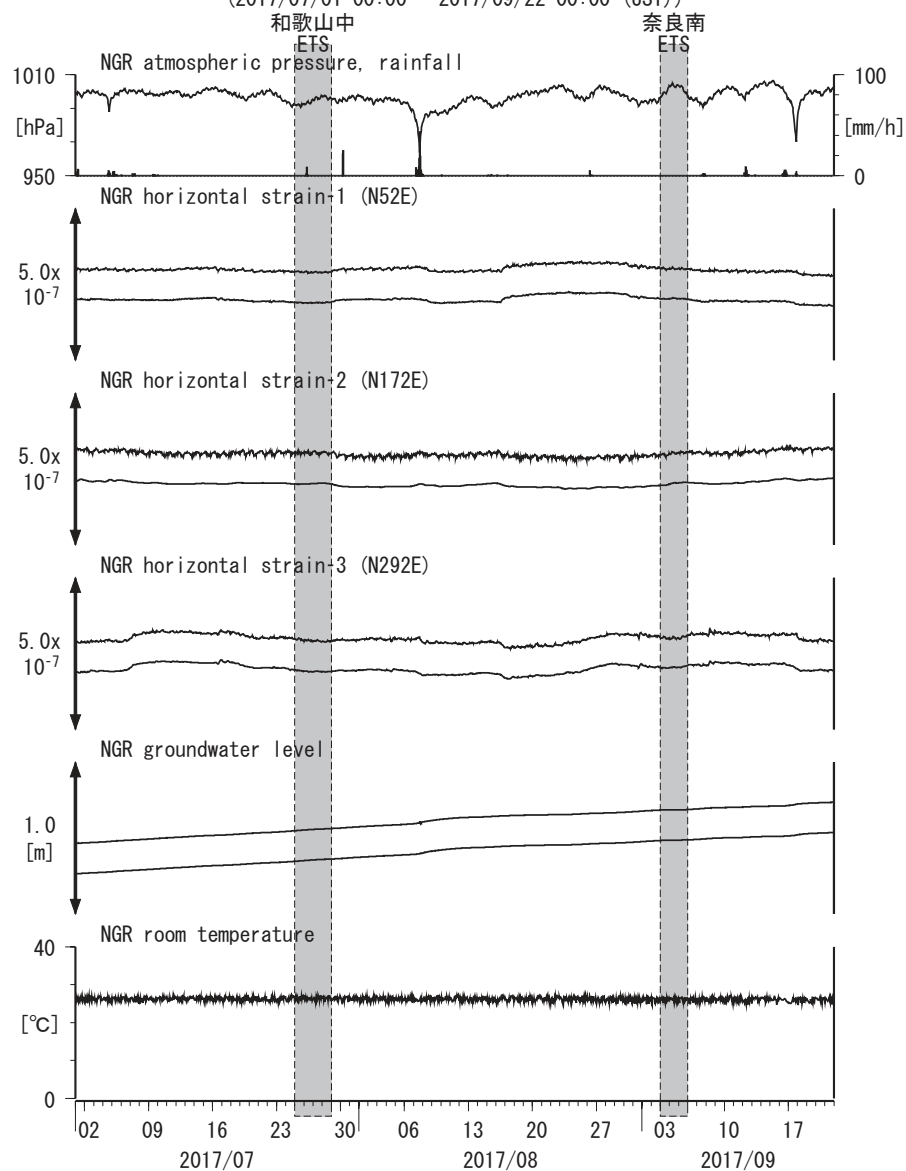 (2017/07/01 00:00 - 2017/09/22 00:00 (UST))
和歌山中 奈良南
ETS ETS
NGR atmospheric pressure, rainfall
1010 100
[hPa] [mm/h]
950 0
NGR horizontal strain-1 (N52E)
5.0x
10-7
NGR horizontal strain-2 (N172E)
5.0x
10-7
NGR horizontal strain-3 (N292E)
5.0x
10-7
NGR groundwater level
1.0
[m]
NGR room temperature
40
[℃]
0
02 09 16 23 30 06 13 20 27 03 10 17
2017/07 2017/08 2017/09